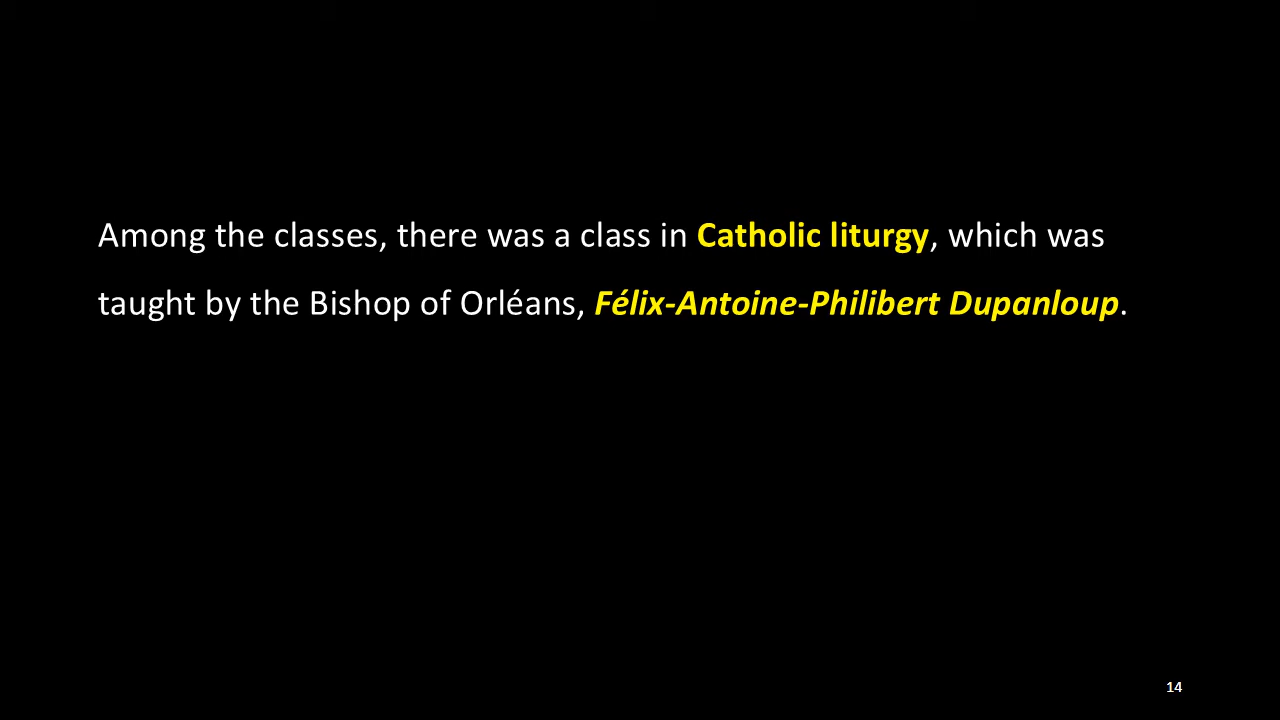 Among the classes, there was a class in Catholic liturgy, which was
taught by the Bishop of Orléans, Félix-Antoine-Philibert Dupanloup.
14